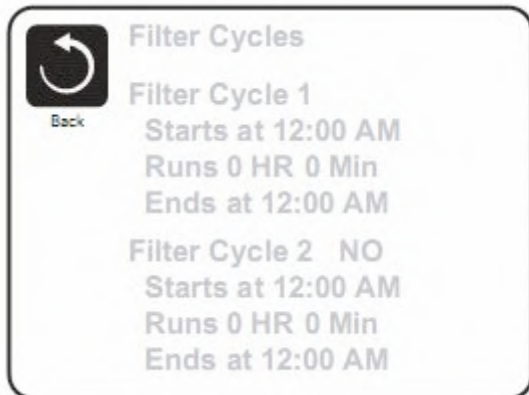 Filter Cycles
Back
Filter Cycle 1
Starts at 12:00 AM
Runs 0 HR 0 Min
Ends at 12:00 AM
Filter Cycle 2 NO
Starts at 12:00 AM
Runs 0 HR 0 Min
Ends at 12:00 AM